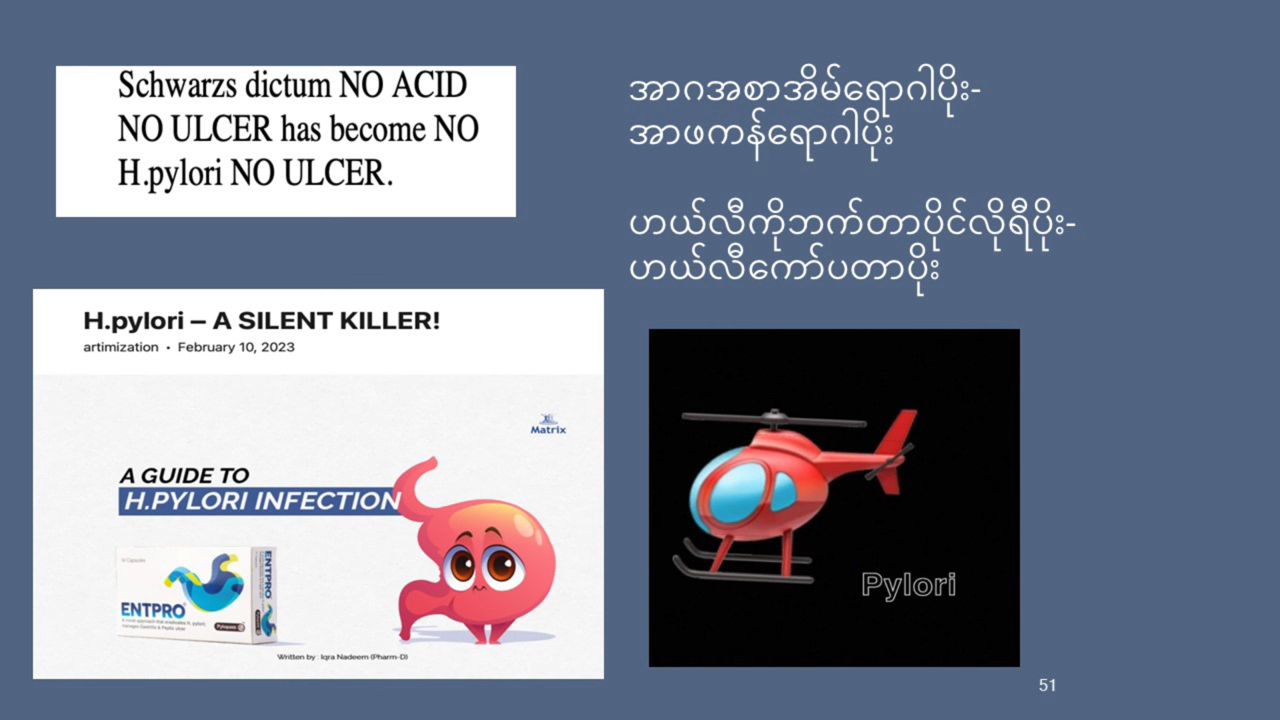 Schwarzs dictum NO ACID
NO ULCER has become NO
H.pylori NO ULCER.
အာဂအစာအိမ်ရောဂါပိုး-
အာဖကန်ရောဂါပိုး
ဟယ်လီကိုဘက်တာပိုင်လိုရီပိုး-
ဟယ်လီကော်ပတာပိုး
H.pylori – A SILENT KILLER!
artimization • February 10, 2023
Matrix
A GUIDE TO
H.PYLORI INFECTION
ENTPRO
ENTPRO
Written by : Iqra Nadeem (Pharm-D)
Pylori
51